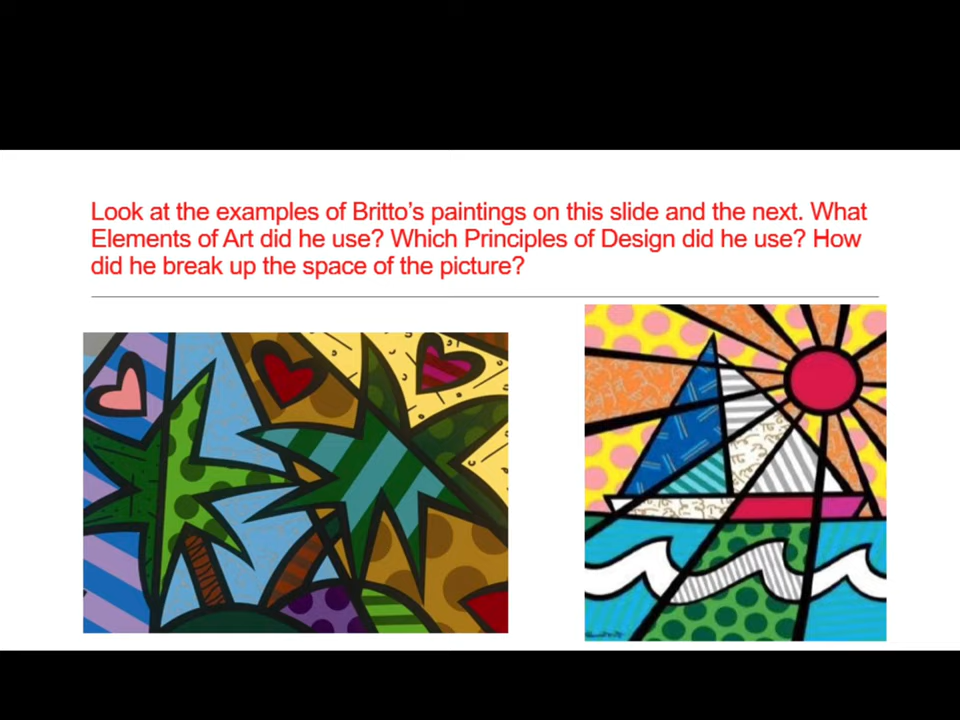 Look at the examples of Britto’s paintings on this slide and the next. What
Elements of Art did he use? Which Principles of Design did he use? How
did he break up the space of the picture?